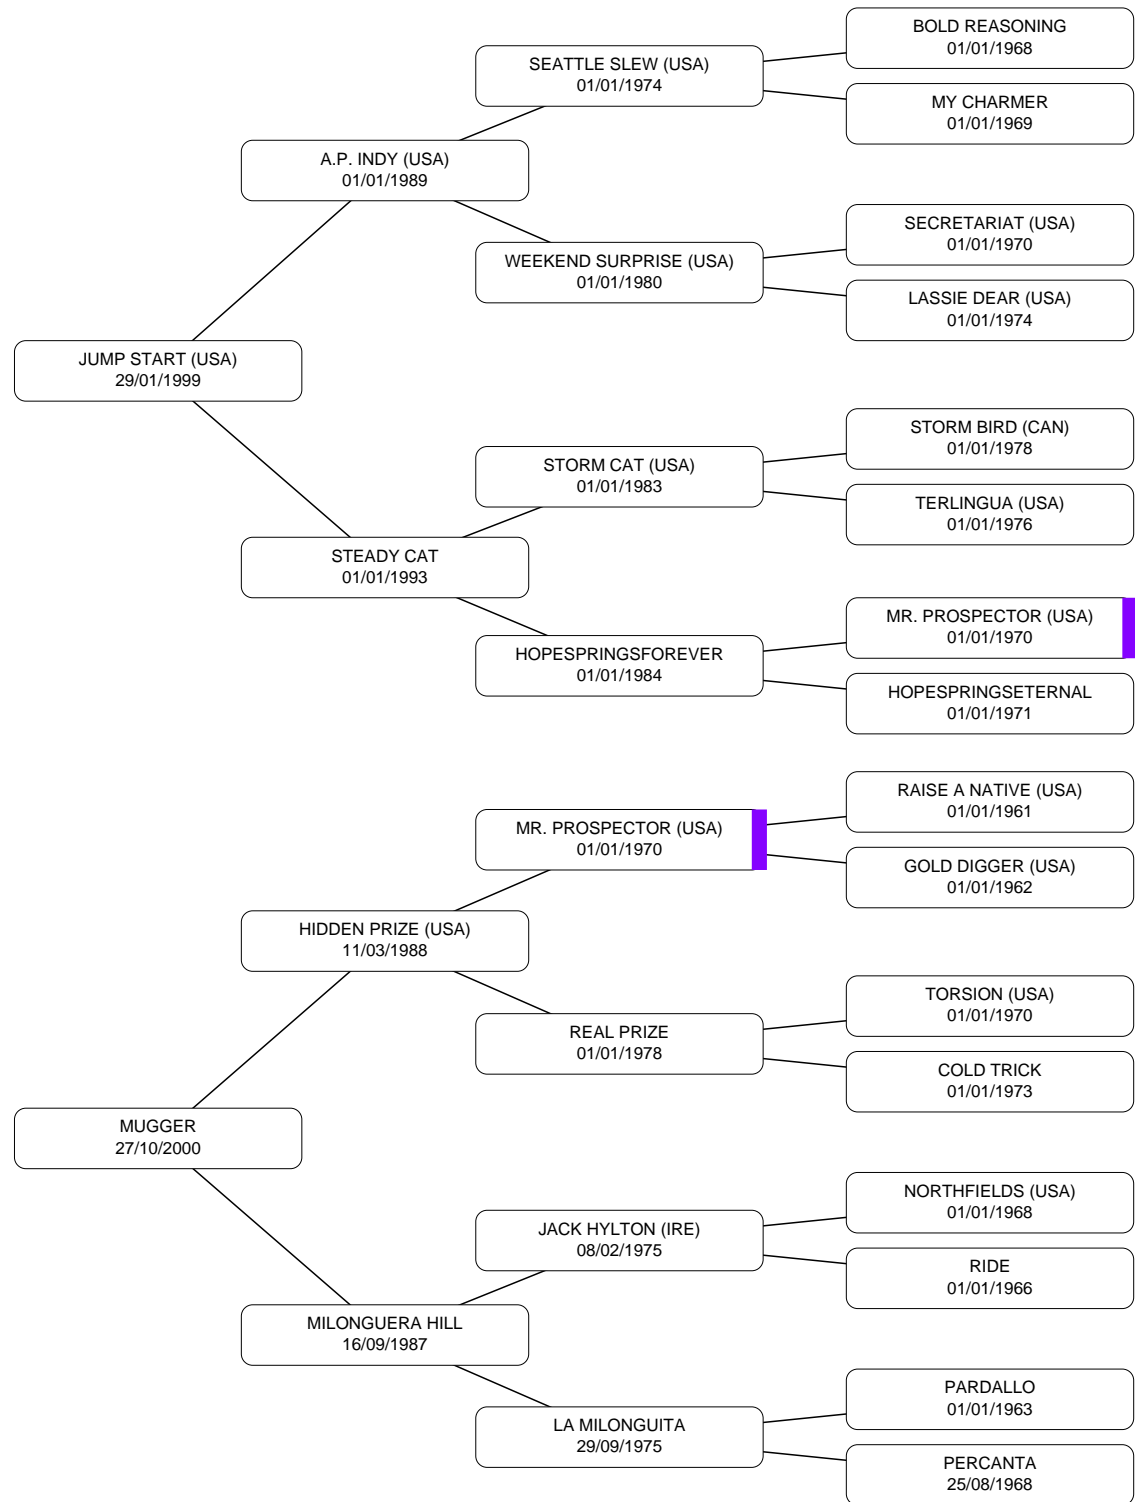 BOLD REASONING
01/01/1968
SEATTLE SLEW (USA)
01/01/1974
MY CHARMER
01/01/1969
A.P. INDY (USA)
01/01/1989
SECRETARIAT (USA)
01/01/1970
WEEKEND SURPRISE (USA)
01/01/1980
LASSIE DEAR (USA)
01/01/1974
JUMP START (USA)
29/01/1999
STORM BIRD (CAN)
01/01/1978
STORM CAT (USA)
01/01/1983
TERLINGUA (USA)
01/01/1976
STEADY CAT
01/01/1993
MR. PROSPECTOR (USA)
01/01/1970
HOPESPRINGSFOREVER
01/01/1984
HOPESPRINGSETERNAL
01/01/1971
RAISE A NATIVE (USA)
01/01/1961
MR. PROSPECTOR (USA)
01/01/1970
GOLD DIGGER (USA)
01/01/1962
HIDDEN PRIZE (USA)
11/03/1988
TORSION (USA)
01/01/1970
REAL PRIZE
01/01/1978
COLD TRICK
01/01/1973
MUGGER
27/10/2000
NORTHFIELDS (USA)
01/01/1968
JACK HYLTON (IRE)
08/02/1975
RIDE
01/01/1966
MILONGUERA HILL
16/09/1987
PARDALLO
01/01/1963
LA MILONGUITA
29/09/1975
PERCANTA
25/08/1968